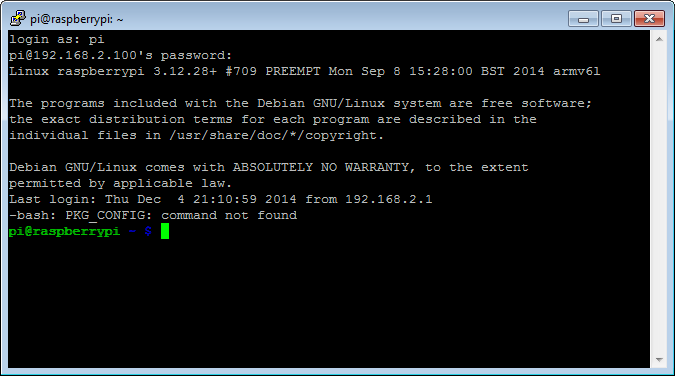 pi@raspberrypi: ~
login as: pi
pi@192.168.2.100's password:
Linux raspberrypi 3.12.28+ #709 PREEMPT Mon Sep 8 15:28:00 BST 2014 armv6l
The programs included with the Debian GNU/Linux system are free software;
the exact distribution terms for each program are described in the
individual files in /usr/share/doc/*/copyright.
Debian GNU/Linux comes with ABSOLUTELY NO WARRANTY, to the extent
permitted by applicable law.
Last login: Thu Dec  4 21:10:59 2014 from 192.168.2.1
-bash: PKG_CONFIG: command not found
pi@raspberrypi ~ $